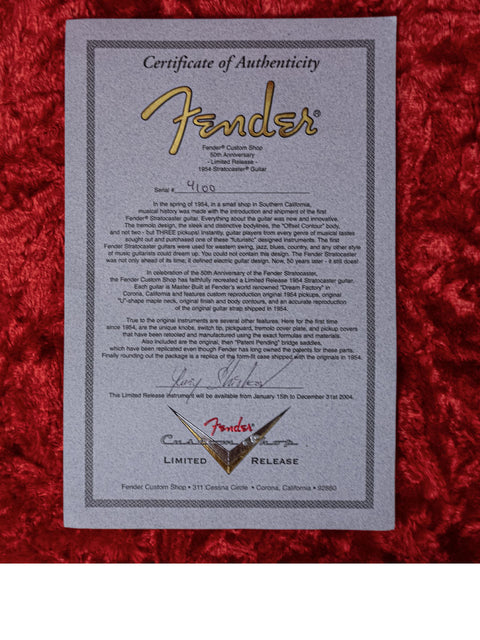 Certificate of Authenticity
Fender®
Fender® Custom Shop
50th Anniversary
- Limited Release -
1954 Stratocaster® Guitar
Serial # 4100
In the spring of 1954, in a small shop in Southern California,
musical history was made with the introduction and shipment of the first
Fender® Stratocaster guitar. Everything about the guitar was new and innovative.
The tremolo design, the sleek and distinctive bodylines, the "Offset Contour" body,
and not two - but THREE pickups! Instantly, guitar players from every genre of musical tastes
sought out and purchased one of these "futuristic" designed instruments. The first
Fender Stratocaster guitars were used for western swing, jazz, blues, country, and any other style
of music guitarists could dream up. You could not contain this design. The Fender Stratocaster
was not only ahead of its time; it defined electric guitar design. Now, 50 years later - it still does!
In celebration of the 50th Anniversary of the Fender Stratocaster,
the Fender Custom Shop has faithfully recreated a Limited Release 1954 Stratocaster guitar.
Each guitar is Master Built at Fender's world renowned "Dream Factory" in
Corona, California and features custom reproduction original 1954 pickups, original
"U"-shape maple neck, original finish and body contours, and an accurate reproduction
of the original guitar strap shipped in 1954.
True to the original instruments are several other features. Here for the first time
since 1954, are the unique knobs, switch tip, pickguard, tremolo cover plate, and pickup covers
that have been retooled and manufactured using the exact formulas and materials.
Also included are the original, then "Patent Pending" bridge saddles,
which have been replicated even though Fender has long owned the patents for these parts.
Finally rounding out the package is a replica of the form-fit case shipped with the originals in 1954.
This Limited Release instrument will be available from January 15th to December 31st 2004.
Fender
Custom Shop
LIMITED RELEASE
Fender Custom Shop • 311 Cessna Circle • Corona, California • 92880